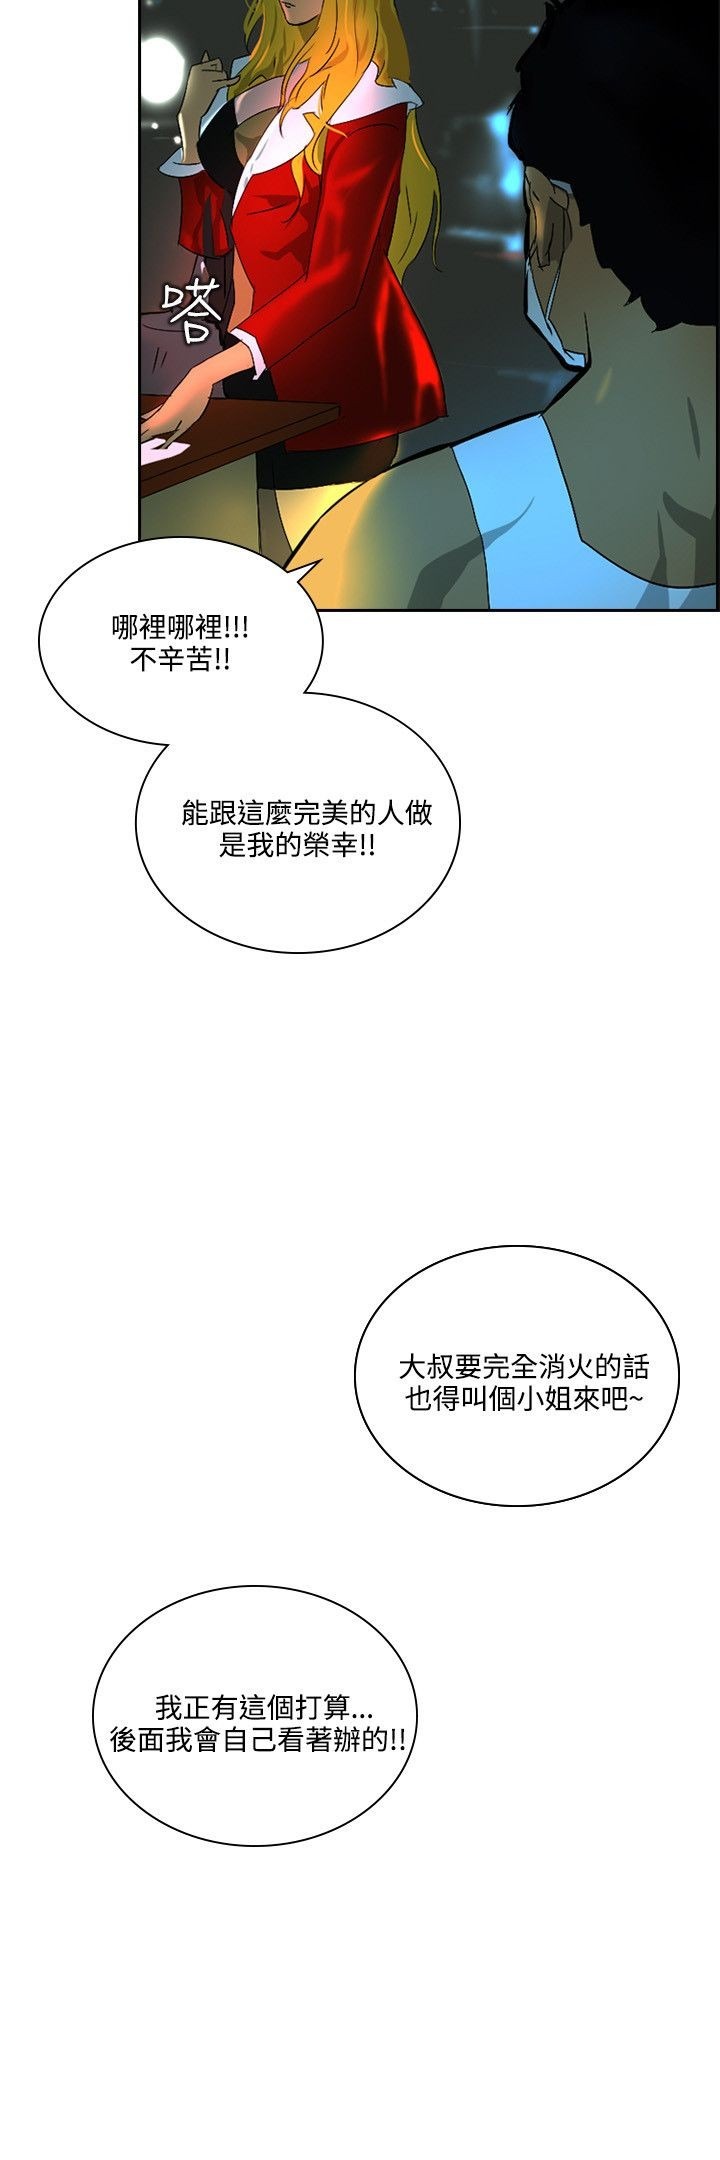 嗒
哪裡哪裡!!!
不辛苦!!
能跟這麼完美的人做
是我的榮幸!!
大叔要完全消火的話
也得叫個小姐來吧~
我正有這個打算...
後面我會自己看著辦的!!